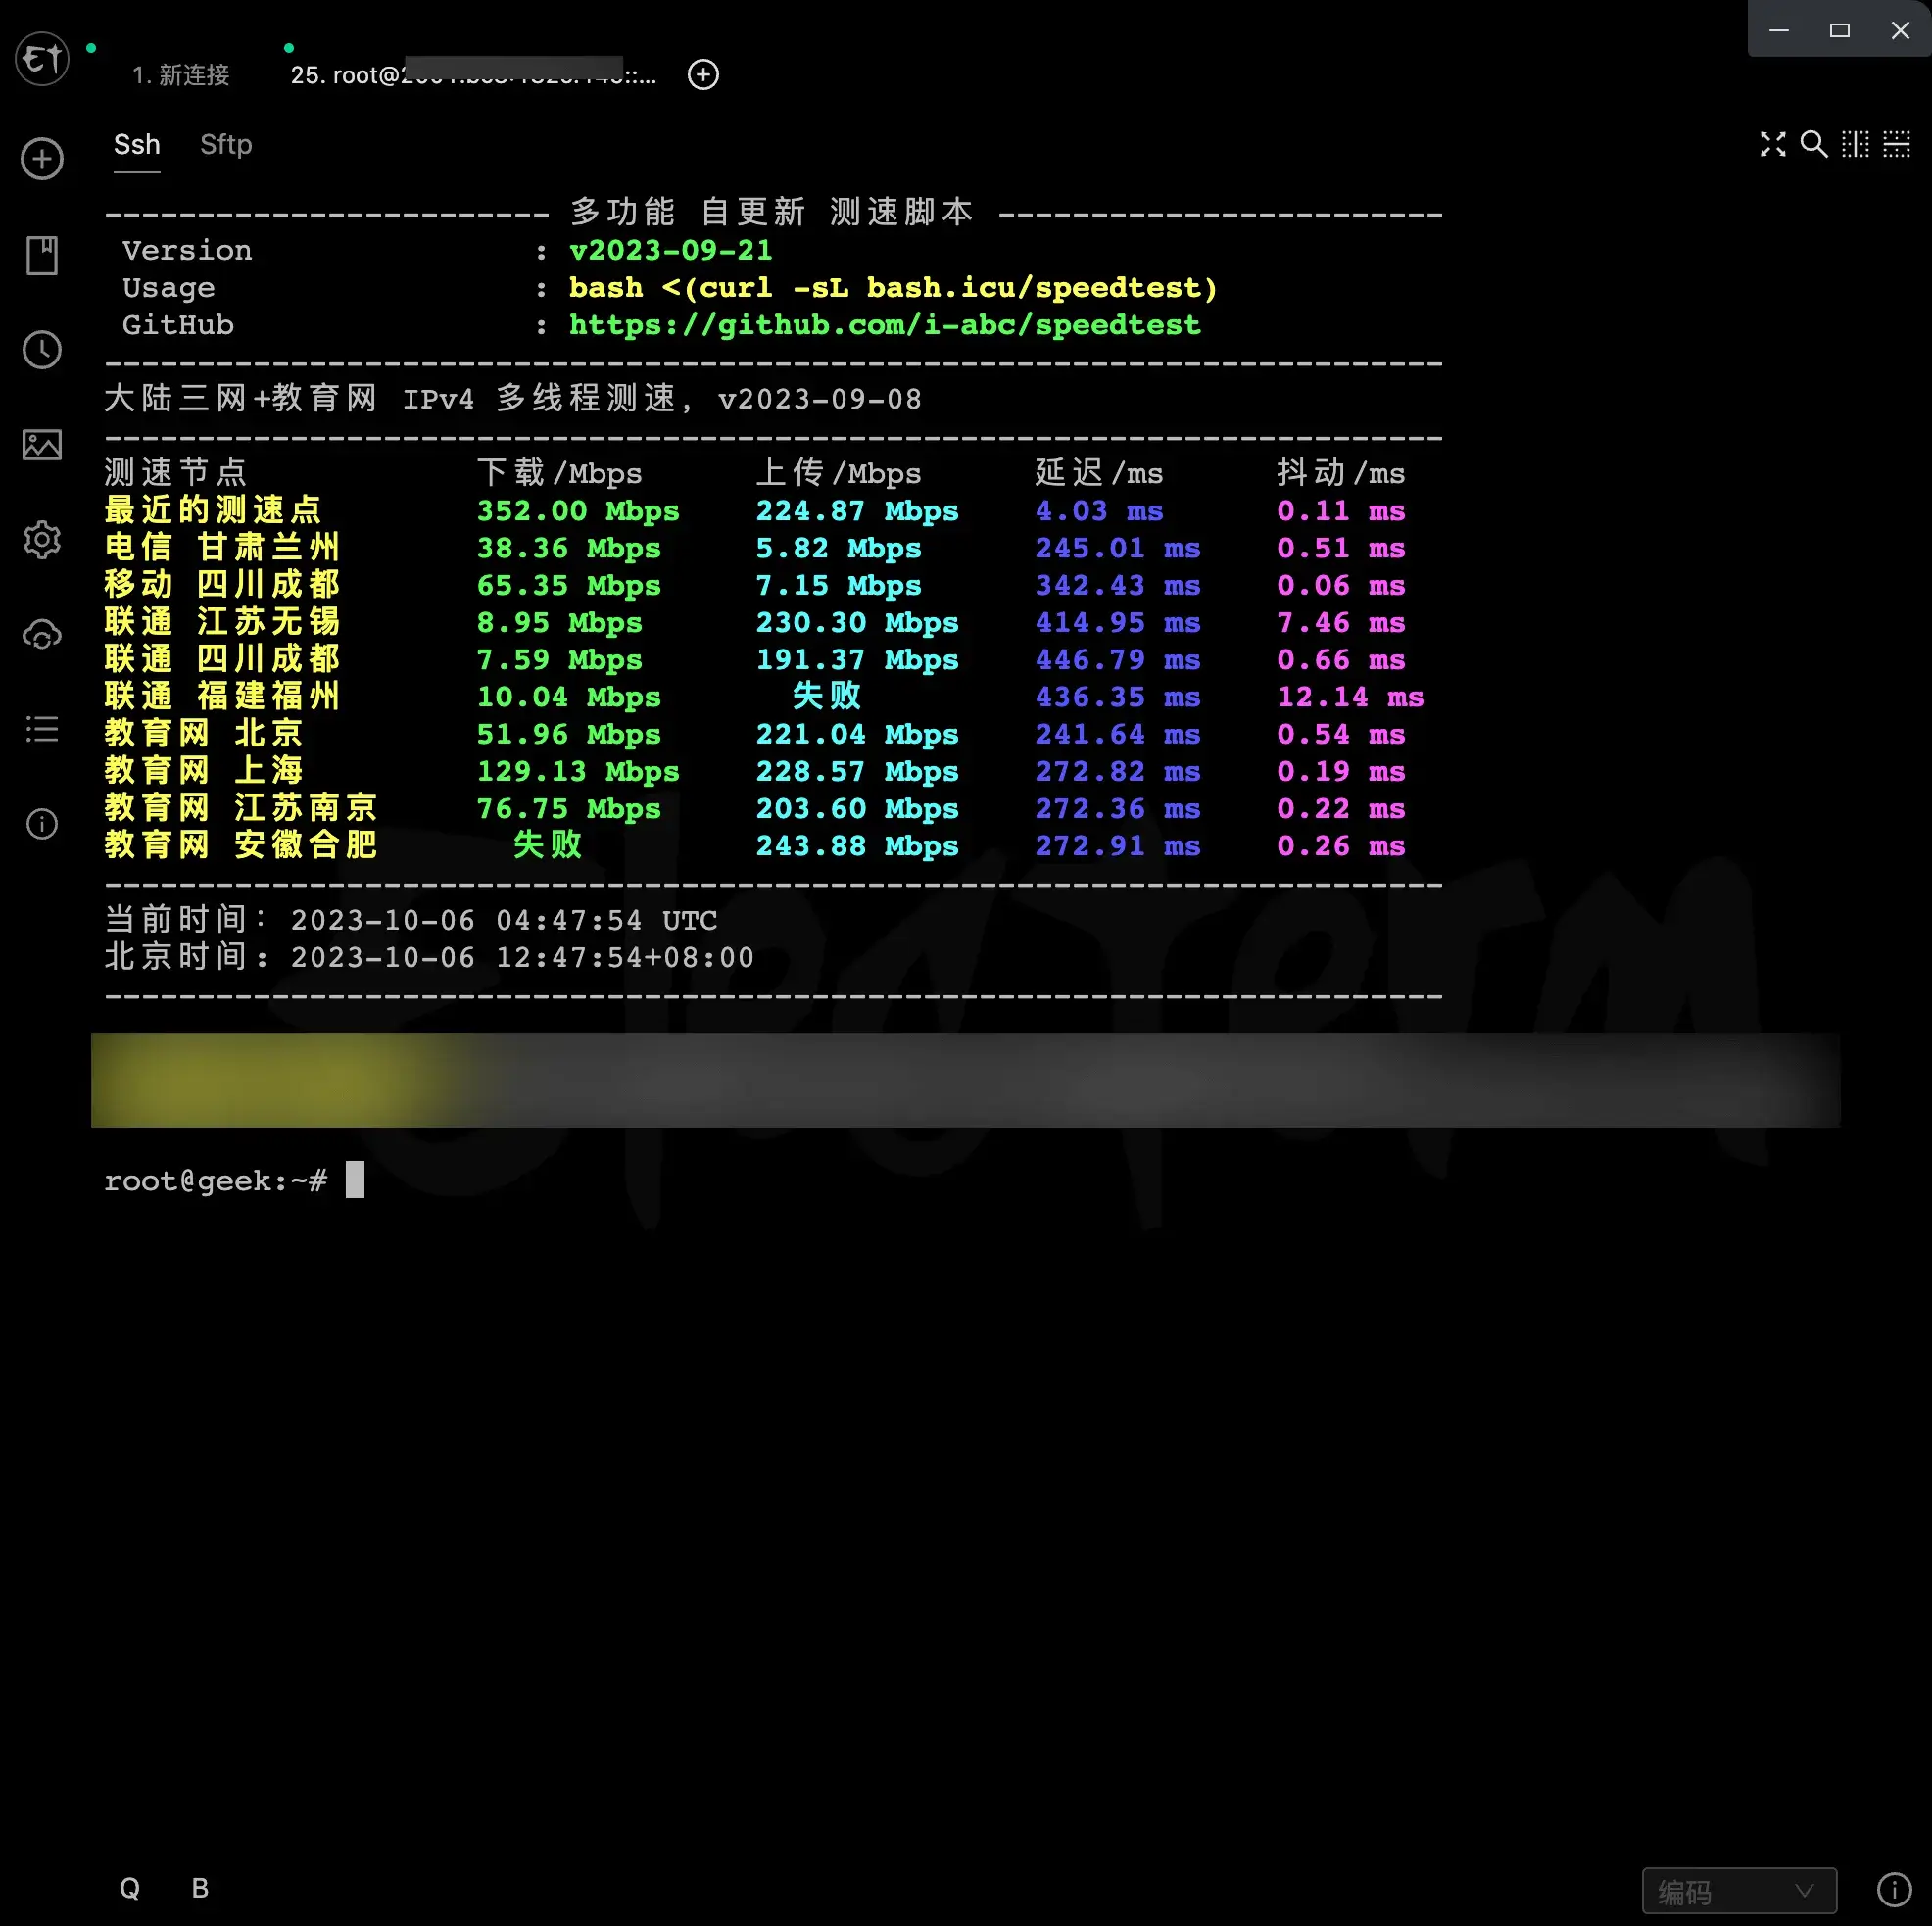 1. 新连接
25. root@
Ssh Sftp
------------------------ 多功能 自更新 测速脚本 ------------------------
Version : v2023-09-21
Usage : bash <(curl -sL bash.icu/speedtest)
GitHub : https://github.com/i-abc/speedtest
------------------------------------------------------------------------
大陆三网+教育网 IPv4 多线程测速, v2023-09-08
------------------------------------------------------------------------
测速节点 下载/Mbps 上传/Mbps 延迟/ms 抖动/ms
最近的测速点 352.00 Mbps 224.87 Mbps 4.03 ms 0.11 ms
电信 甘肃兰州 38.36 Mbps 5.82 Mbps 245.01 ms 0.51 ms
移动 四川成都 65.35 Mbps 7.15 Mbps 342.43 ms 0.06 ms
联通 江苏无锡 8.95 Mbps 230.30 Mbps 414.95 ms 7.46 ms
联通 四川成都 7.59 Mbps 191.37 Mbps 446.79 ms 0.66 ms
联通 福建福州 10.04 Mbps 失败 436.35 ms 12.14 ms
教育网 北京 51.96 Mbps 221.04 Mbps 241.64 ms 0.54 ms
教育网 上海 129.13 Mbps 228.57 Mbps 272.82 ms 0.19 ms
教育网 江苏南京 76.75 Mbps 203.60 Mbps 272.36 ms 0.22 ms
教育网 安徽合肥 失败 243.88 Mbps 272.91 ms 0.26 ms
------------------------------------------------------------------------
当前时间: 2023-10-06 04:47:54 UTC
北京时间: 2023-10-06 12:47:54+08:00
------------------------------------------------------------------------
root@geek:~#
ElecTerm
Q B
编码